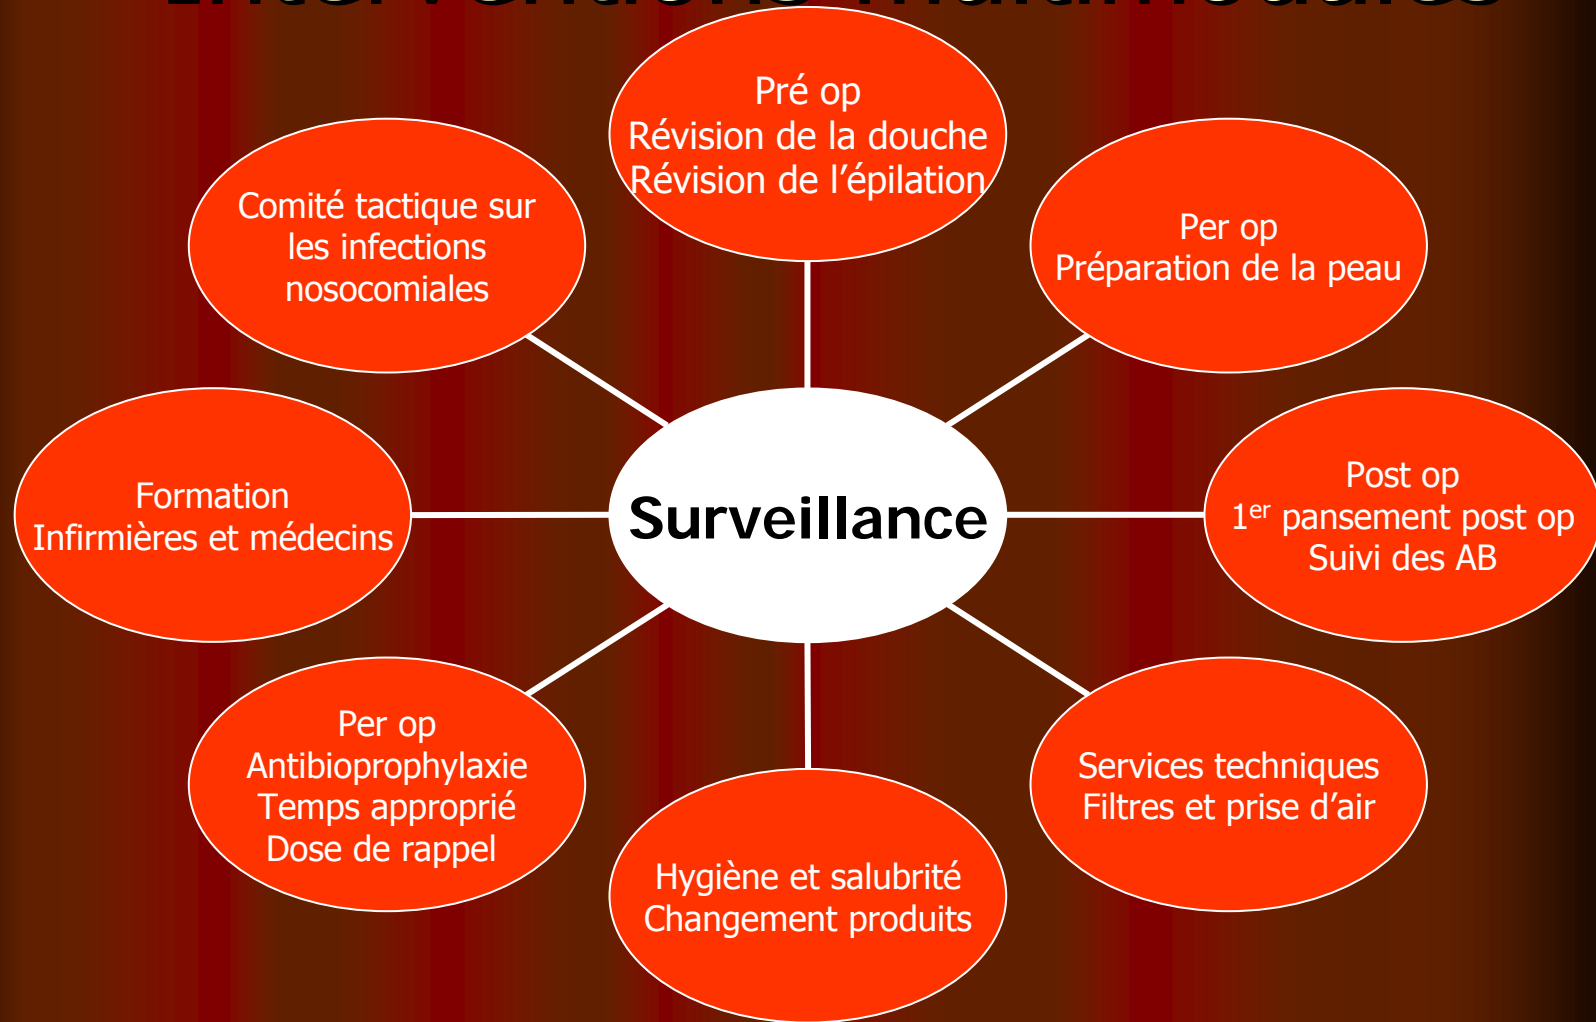 Interventions multimodales
Pré op
Révision de la douche
Révision de l’épilation
Per op
Préparation de la peau
Post op
1er pansement post op
Suivi des AB
Services techniques
Filtres et prise d’air
Hygiène et salubrité
Changement produits
Per op
Antibioprophylaxie
Temps approprié
Dose de rappel
Formation
Infirmières et médecins
Comité tactique sur
les infections
nosocomiales
Surveillance